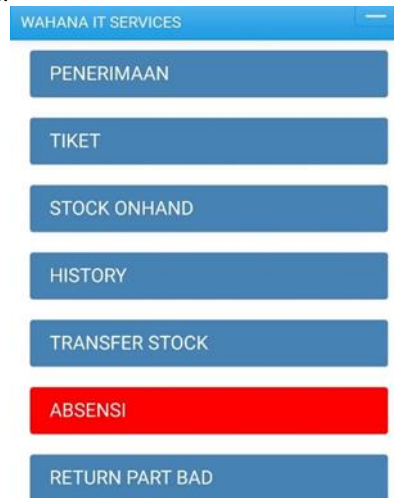 WAHANA IT SERVICES
PENERIMAAN
TIKET
STOCK ONHAND
HISTORY
TRANSFER STOCK
ABSENSI
RETURN PART BAD